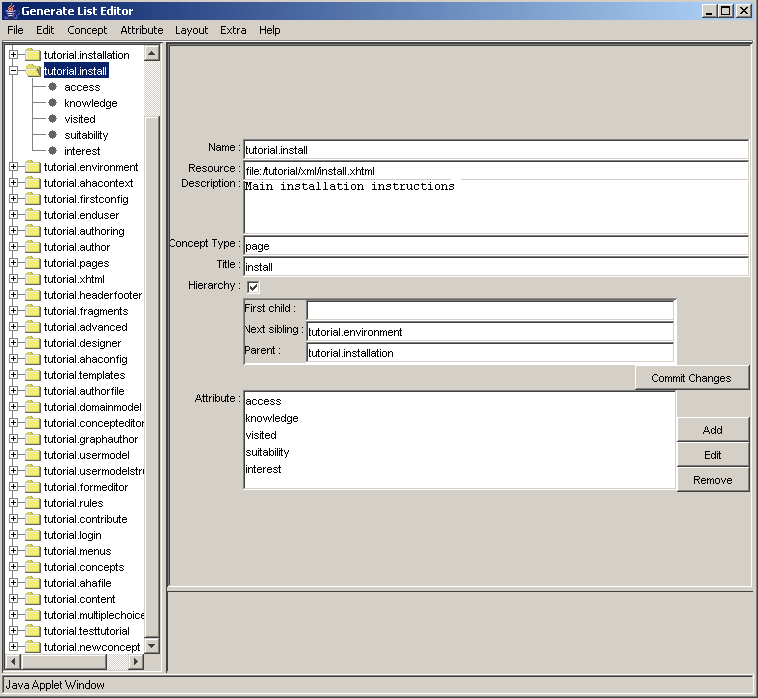 Generate List Editor
File Edit Concept Attribute Layout Extra Help
tutorial.installation
tutorial.install
access
knowledge
visited
suitability
interest
tutorial.environment
tutorial.ahacontext
tutorial.firstconfig
tutorial.enduser
tutorial.authoring
tutorial.author
tutorial.pages
tutorial.xhtml
tutorial.headerfooter
tutorial.fragments
tutorial.advanced
tutorial.designer
tutorial.ahaconfig
tutorial.templates
tutorial.authorfile
tutorial.domainmodel
tutorial.concepteditor
tutorial.graphauthor
tutorial.usermodel
tutorial.usermodelstru
tutorial.formeditor
tutorial.rules
tutorial.contribute
tutorial.login
tutorial.menus
tutorial.concepts
tutorial.ahafile
tutorial.content
tutorial.multiplechoice
tutorial.testtutorial
tutorial.newconcept
Name : tutorial.install
Resource : file:/tutorial/xml/install.xhtml
Description : Main installation instructions
Concept Type : page
Title : install
Hierarchy :
First child :
Next sibling : tutorial.environment
Parent : tutorial.installation
Commit Changes
Attribute : access
knowledge
visited
suitability
interest
Add
Edit
Remove
Java Applet Window